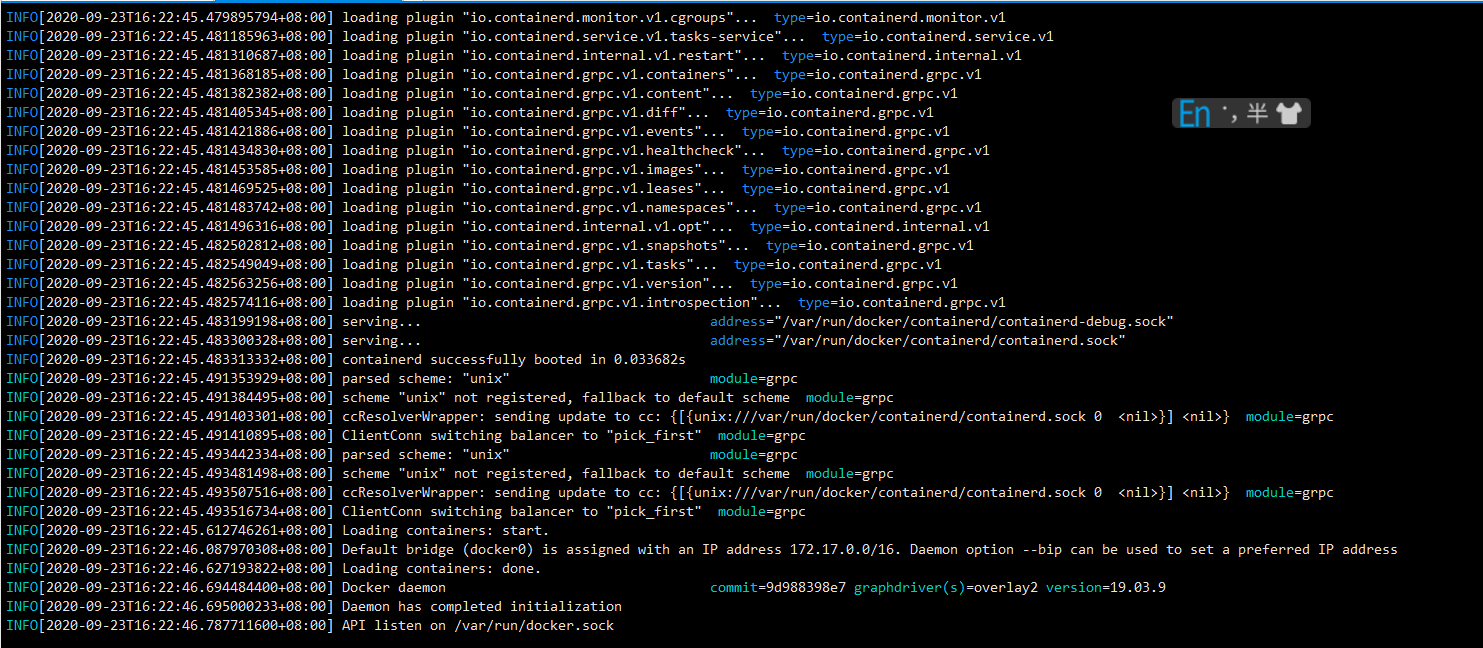 INFO[2020-09-23T16:22:45.479895794+08:00] loading plugin "io.containerd.monitor.v1.cgroups"... type=io.containerd.monitor.v1
INFO[2020-09-23T16:22:45.481185963+08:00] loading plugin "io.containerd.service.v1.tasks-service"... type=io.containerd.service.v1
INFO[2020-09-23T16:22:45.481310687+08:00] loading plugin "io.containerd.internal.v1.restart"... type=io.containerd.internal.v1
INFO[2020-09-23T16:22:45.481368185+08:00] loading plugin "io.containerd.grpc.v1.containers"... type=io.containerd.grpc.v1
INFO[2020-09-23T16:22:45.481382382+08:00] loading plugin "io.containerd.grpc.v1.content"... type=io.containerd.grpc.v1
INFO[2020-09-23T16:22:45.481405345+08:00] loading plugin "io.containerd.grpc.v1.diff"... type=io.containerd.grpc.v1
En ·, 半
INFO[2020-09-23T16:22:45.481421886+08:00] loading plugin "io.containerd.grpc.v1.events"... type=io.containerd.grpc.v1
INFO[2020-09-23T16:22:45.481434830+08:00] loading plugin "io.containerd.grpc.v1.healthcheck"... type=io.containerd.grpc.v1
INFO[2020-09-23T16:22:45.481453585+08:00] loading plugin "io.containerd.grpc.v1.images"... type=io.containerd.grpc.v1
INFO[2020-09-23T16:22:45.481469525+08:00] loading plugin "io.containerd.grpc.v1.leases"... type=io.containerd.grpc.v1
INFO[2020-09-23T16:22:45.481483742+08:00] loading plugin "io.containerd.grpc.v1.namespaces"... type=io.containerd.grpc.v1
INFO[2020-09-23T16:22:45.481496316+08:00] loading plugin "io.containerd.internal.v1.opt"... type=io.containerd.internal.v1
INFO[2020-09-23T16:22:45.482502812+08:00] loading plugin "io.containerd.grpc.v1.snapshots"... type=io.containerd.grpc.v1
INFO[2020-09-23T16:22:45.482549049+08:00] loading plugin "io.containerd.grpc.v1.tasks"... type=io.containerd.grpc.v1
INFO[2020-09-23T16:22:45.482563256+08:00] loading plugin "io.containerd.grpc.v1.version"... type=io.containerd.grpc.v1
INFO[2020-09-23T16:22:45.482574116+08:00] loading plugin "io.containerd.grpc.v1.introspection"... type=io.containerd.grpc.v1
INFO[2020-09-23T16:22:45.483199198+08:00] serving... address="/var/run/docker/containerd/containerd-debug.sock"
INFO[2020-09-23T16:22:45.483300328+08:00] serving... address="/var/run/docker/containerd/containerd.sock"
INFO[2020-09-23T16:22:45.483313332+08:00] containerd successfully booted in 0.033682s
INFO[2020-09-23T16:22:45.491353929+08:00] parsed scheme: "unix" module=grpc
INFO[2020-09-23T16:22:45.491384495+08:00] scheme "unix" not registered, fallback to default scheme module=grpc
INFO[2020-09-23T16:22:45.491403301+08:00] ccResolverWrapper: sending update to cc: {[{unix:///var/run/docker/containerd/containerd.sock 0 <nil>}] <nil>} module=grpc
INFO[2020-09-23T16:22:45.491410895+08:00] ClientConn switching balancer to "pick_first" module=grpc
INFO[2020-09-23T16:22:45.493442334+08:00] parsed scheme: "unix" module=grpc
INFO[2020-09-23T16:22:45.493481498+08:00] scheme "unix" not registered, fallback to default scheme module=grpc
INFO[2020-09-23T16:22:45.493507516+08:00] ccResolverWrapper: sending update to cc: {[{unix:///var/run/docker/containerd/containerd.sock 0 <nil>}] <nil>} module=grpc
INFO[2020-09-23T16:22:45.493516734+08:00] ClientConn switching balancer to "pick_first" module=grpc
INFO[2020-09-23T16:22:45.612746261+08:00] Loading containers: start.
INFO[2020-09-23T16:22:46.087970308+08:00] Default bridge (docker0) is assigned with an IP address 172.17.0.0/16. Daemon option --bip can be used to set a preferred IP address
INFO[2020-09-23T16:22:46.627193822+08:00] Loading containers: done.
INFO[2020-09-23T16:22:46.694484400+08:00] Docker daemon commit=9d988398e7 graphdriver(s)=overlay2 version=19.03.9
INFO[2020-09-23T16:22:46.695000233+08:00] Daemon has completed initialization
INFO[2020-09-23T16:22:46.787711600+08:00] API listen on /var/run/docker.sock